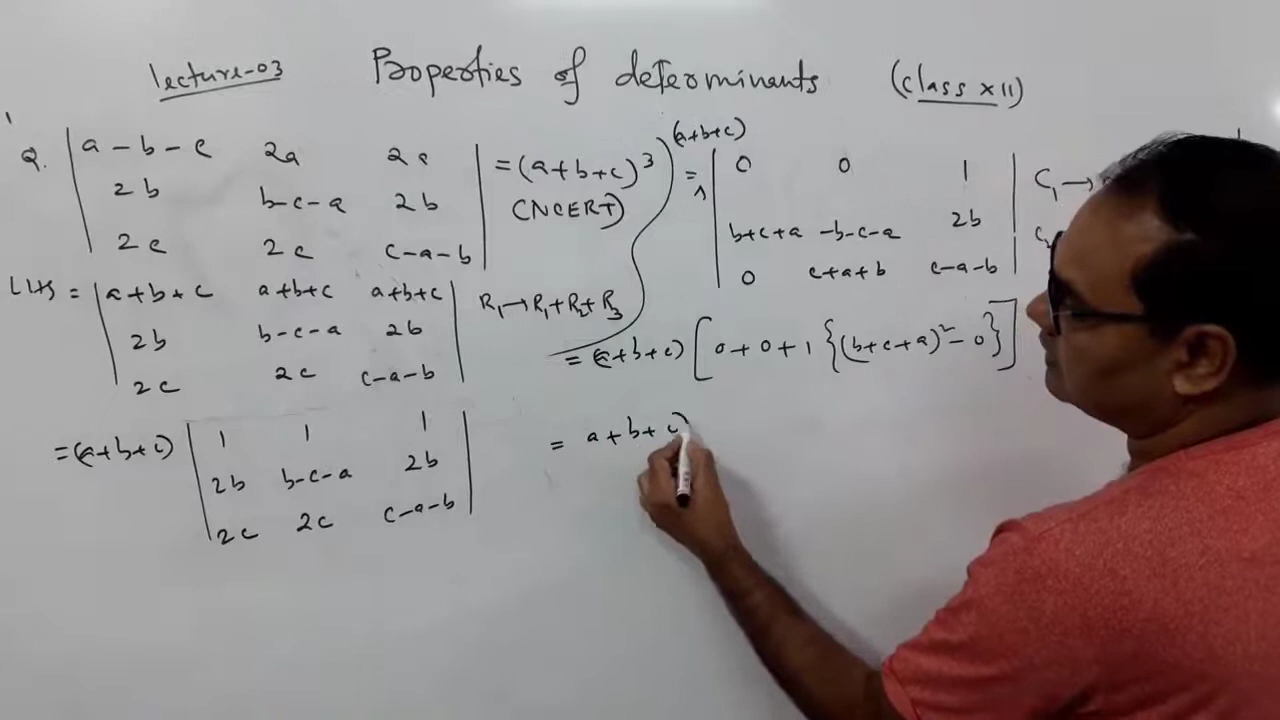 lecture-03 Properties of determinants (class XII)
Q. | a-b-c 2a 2a | = (a+b+c)³
| 2b b-c-a 2b | (NCERT)
| 2c 2c c-a-b |
LHS = | a+b+c a+b+c a+b+c | R₁→R₁+R₂+R₃
| 2b b-c-a 2b |
| 2c 2c c-a-b |
=(a+b+c) | 1 1 1 |
| 2b b-c-a 2b |
| 2c 2c c-a-b |
(a+b+c)
= | 0 0 1 | C₁→
| b+c+a -b-c-a 2b | C₂
| 0 c+a+b c-a-b |
= (a+b+c) [0+0+1{(b+c+a)²-0}]
= a+b+c)